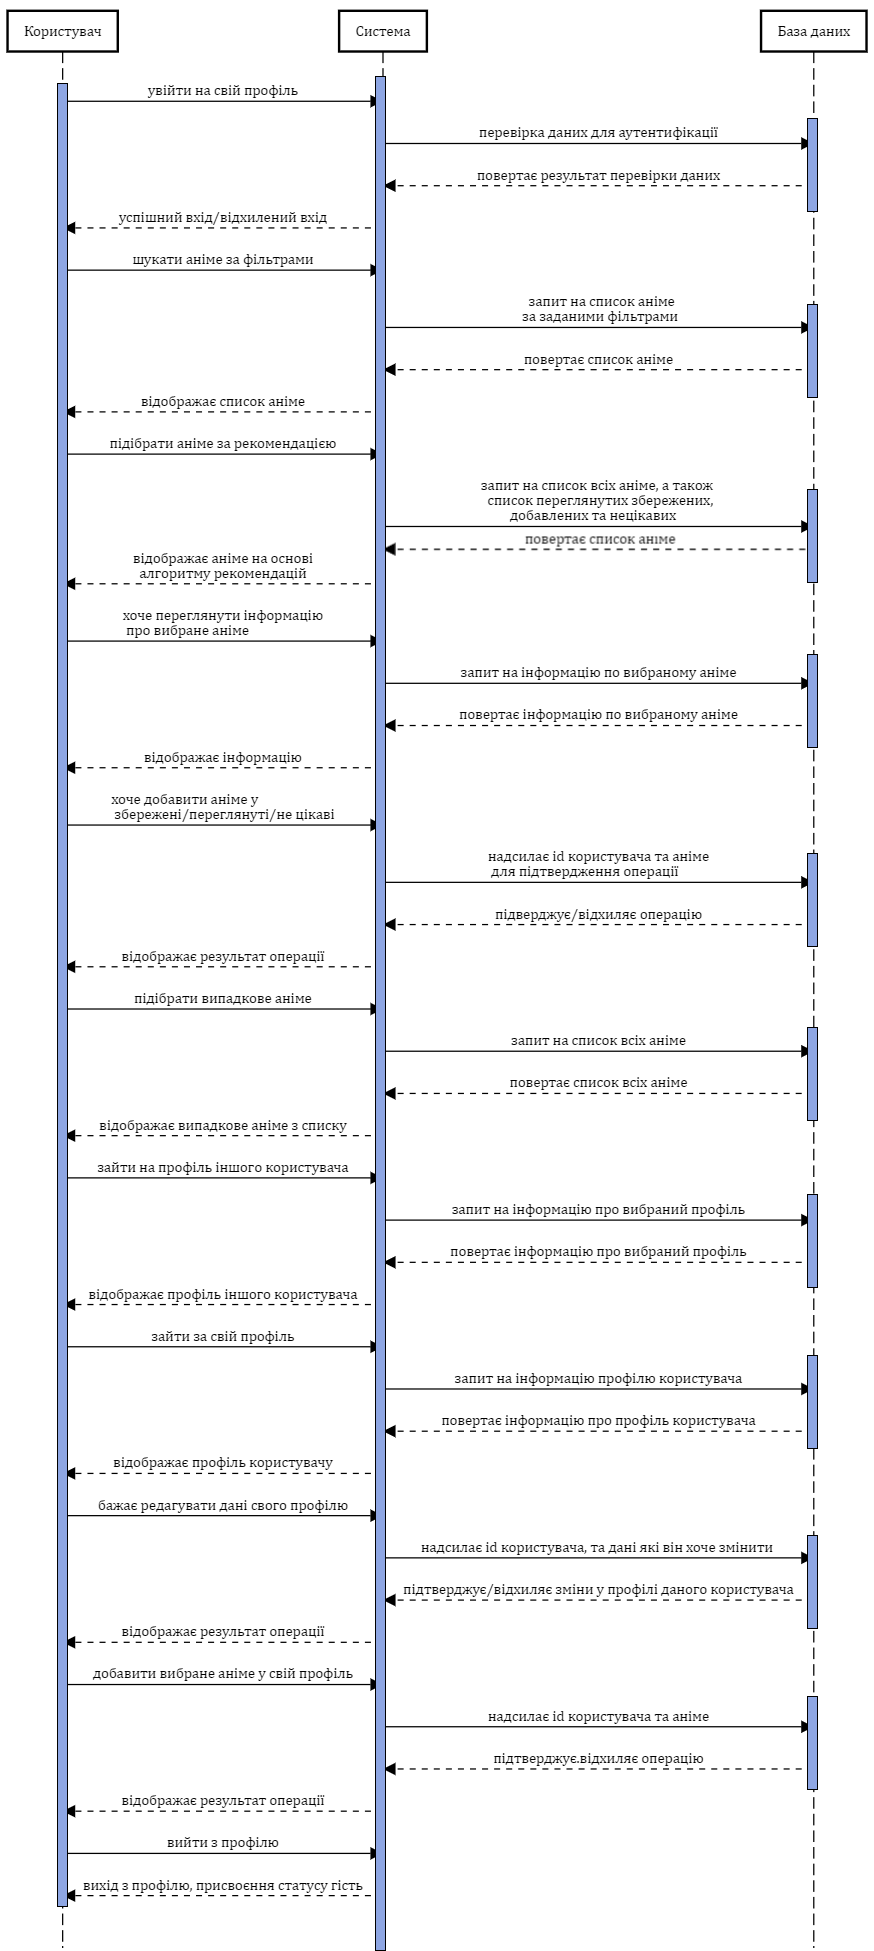 Користувач
Система
База даних
увійти на свій профіль
перевірка даних для аутентифікації
повертає результат перевірки даних
успішний вхід/відхилений вхід
шукати аніме за фільтрами
запит на список аніме
за заданими фільтрами
повертає список аніме
відображає список аніме
підібрати аніме за рекомендацією
запит на список всіх аніме, а також
список переглянутих збережених,
добавлених та нецікавих
повертає список аніме
відображає аніме на основі
алгоритму рекомендацій
хоче переглянути інформацію
про вибране аніме
запит на інформацію по вибраному аніме
повертає інформацію по вибраному аніме
відображає інформацію
хоче добавити аніме у
збережені/переглянуті/не цікаві
надсилає id користувача та аніме
для підтвердження операції
підверджує/відхиляє операцію
відображає результат операції
підібрати випадкове аніме
запит на список всіх аніме
повертає список всіх аніме
відображає випадкове аніме з списку
зайти на профіль іншого користувача
запит на інформацію про вибраний профіль
повертає інформацію про вибраний профіль
відображає профіль іншого користувача
зайти за свій профіль
запит на інформацію профілю користувача
повертає інформацію про профіль користувача
відображає профіль користувачу
бажає редагувати дані свого профілю
надсилає id користувача, та дані які він хоче змінити
підтверджує/відхиляє зміни у профілі даного користувача
відображає результат операції
добавити вибране аніме у свій профіль
надсилає id користувача та аніме
підтверджує.відхиляє операцію
відображає результат операції
вийти з профілю
вихід з профілю, присвоєння статусу гість